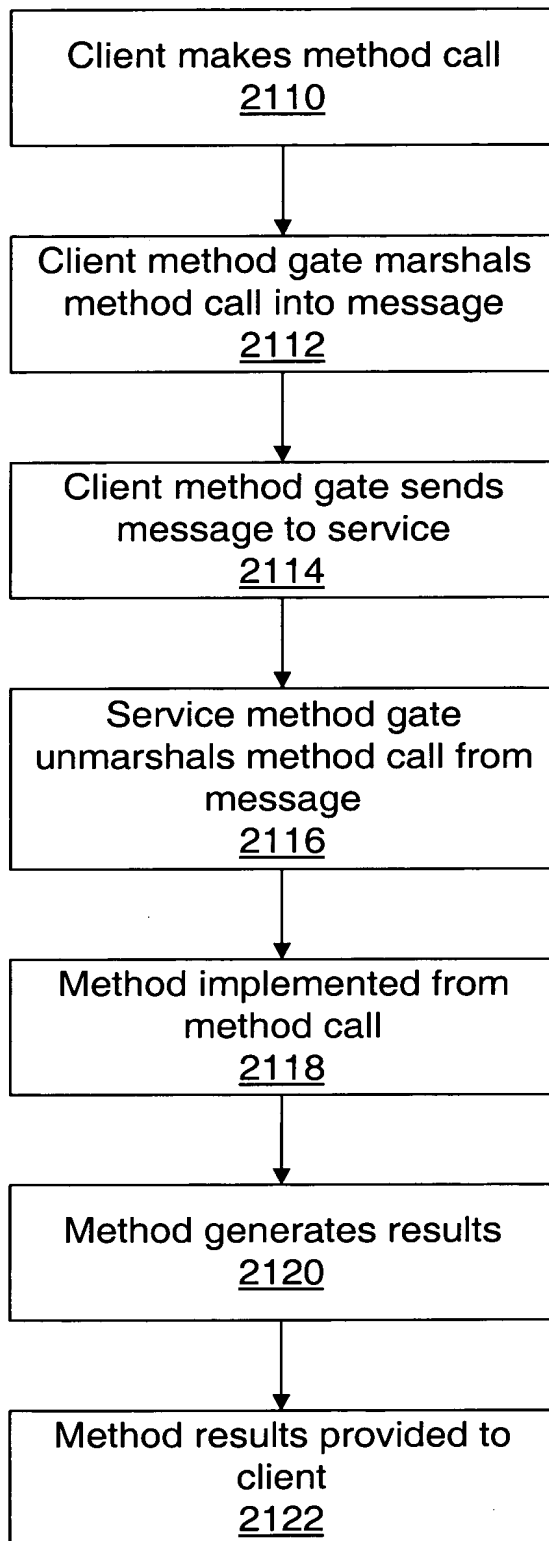 Client makes method call
2110
Client method gate marshals
method call into message
2112
Client method gate sends
message to service
2114
Service method gate
unmarshals method call from
message
2116
Method implemented from
method call
2118
Method generates results
2120
Method results provided to
client
2122